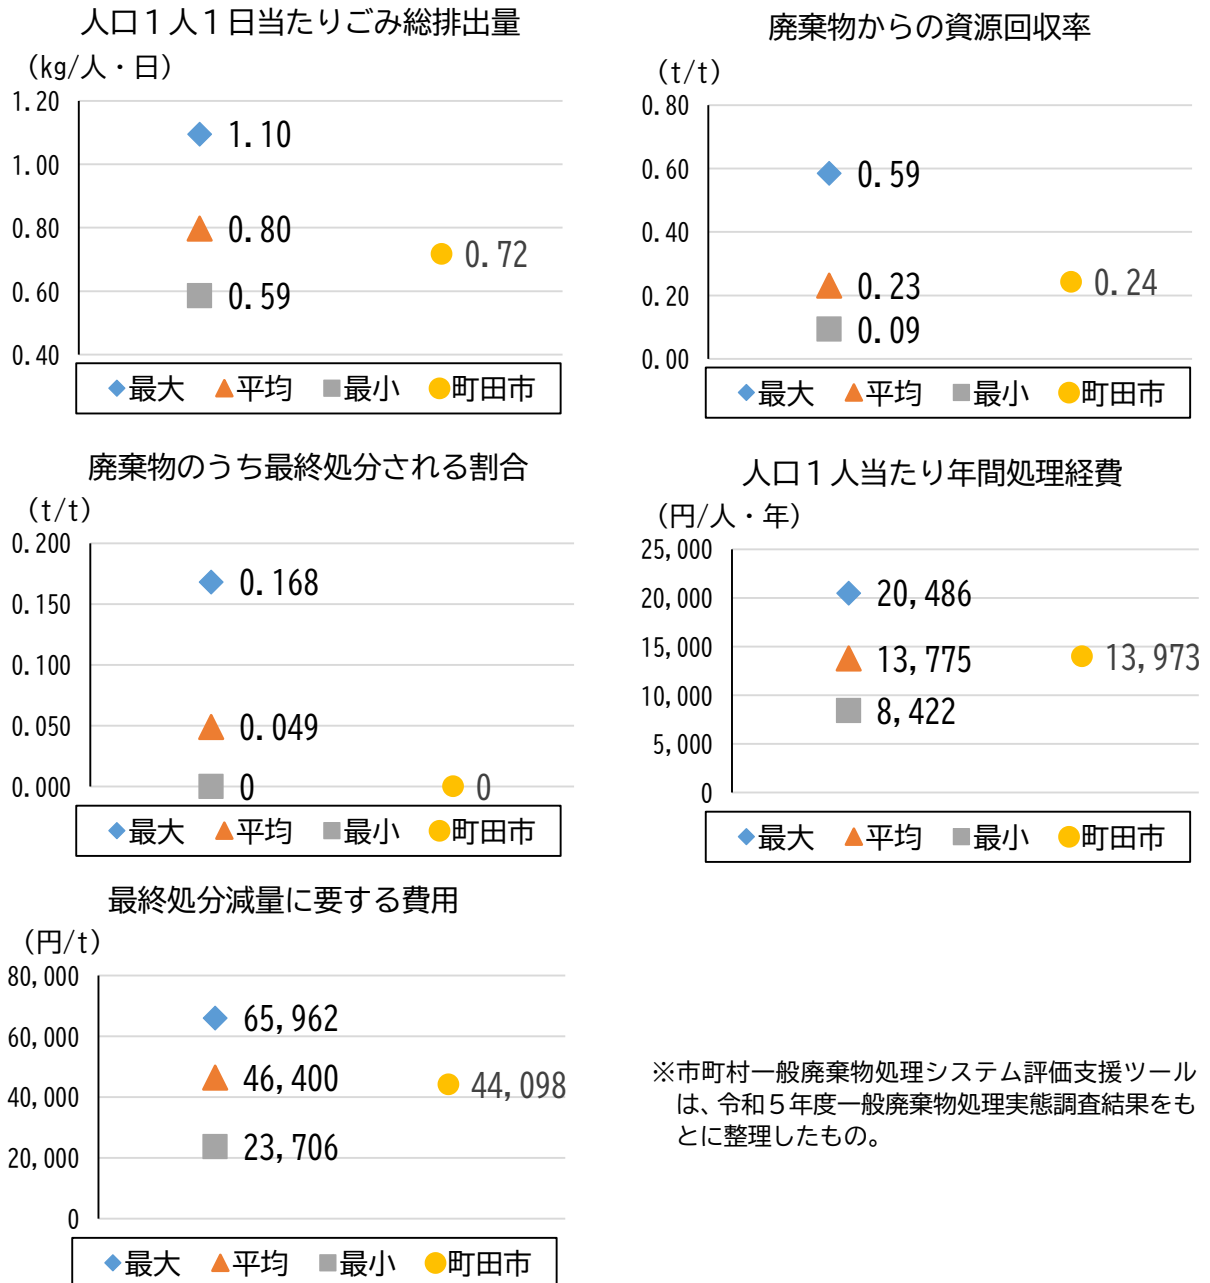 人口１人１日当たりごみ総排出量
（kg/人・日）
1.20
1.00
0.80
0.60
0.40
1.10
0.80
0.59
0.72
最大 平均 最小 町田市
廃棄物からの資源回収率
（t/t）
0.80
0.60
0.40
0.20
0.00
0.59
0.23
0.09
0.24
最大 平均 最小 町田市
廃棄物のうち最終処分される割合
（t/t）
0.200
0.150
0.100
0.050
0.000
0.168
0.049
0
0
最大 平均 最小 町田市
人口１人当たり年間処理経費
（円/人・年）
25,000
20,000
15,000
10,000
5,000
0
20,486
13,775
8,422
13,973
最大 平均 最小 町田市
最終処分減量に要する費用
（円/t）
80,000
60,000
40,000
20,000
0
65,962
46,400
23,706
44,098
最大 平均 最小 町田市
※市町村一般廃棄物処理システム評価支援ツール
は、令和５年度一般廃棄物処理実態調査結果をも
とに整理したもの。